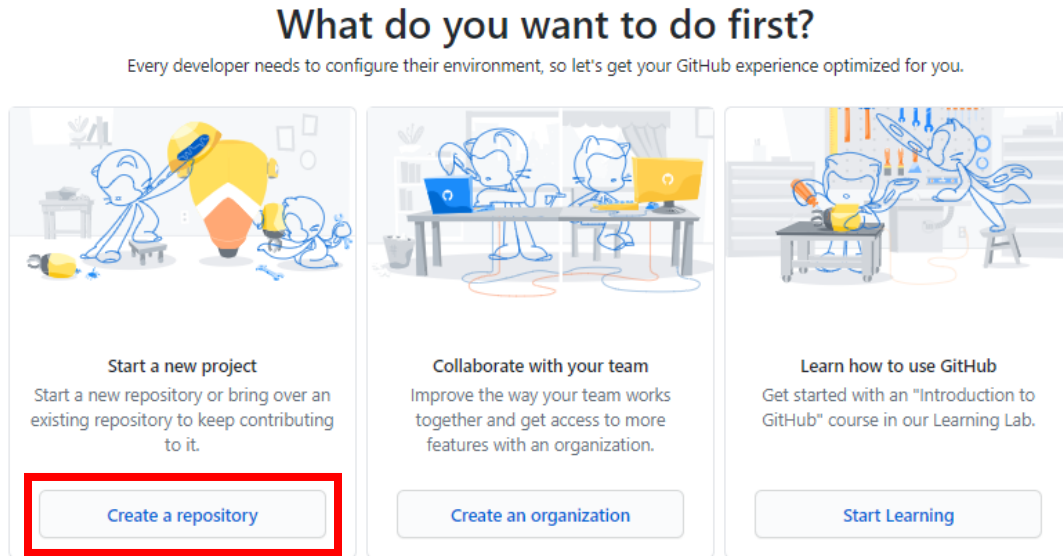 What do you want to do first?
Every developer needs to configure their environment, so let's get your GitHub experience optimized for you.
Start a new project
Start a new repository or bring over an
existing repository to keep contributing
to it.
Create a repository
Collaborate with your team
Improve the way your team works
together and get access to more
features with an organization.
Create an organization
Learn how to use GitHub
Get started with an "Introduction to
GitHub" course in our Learning Lab.
Start Learning